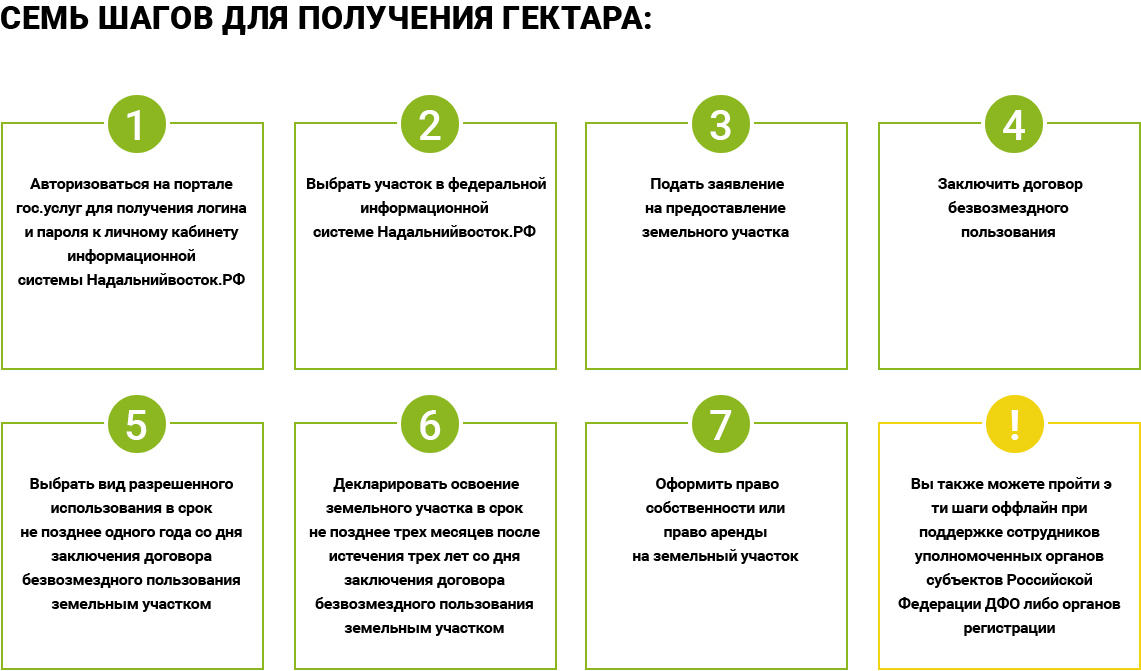 СЕМЬ ШАГОВ ДЛЯ ПОЛУЧЕНИЯ ГЕКТАРА:
1
Авторизоваться на портале
гос.услуг для получения логина
и пароля к личному кабинету
информационной
системы Надальнийвосток.РФ
2
Выбрать участок в федеральной
информационной
системе Надальнийвосток.РФ
3
Подать заявление
на предоставление
земельного участка
4
Заключить договор
безвозмездного
пользования
5
Выбрать вид разрешенного
использования в срок
не позднее одного года со дня
заключения договора
безвозмездного пользования
земельным участком
6
Декларировать освоение
земельного участка в срок
не позднее трех месяцев после
истечения трех лет со дня
заключения договора
безвозмездного пользования
земельным участком
7
Оформить право
собственности или
право аренды
на земельный участок
!
Вы также можете пройти э
ти шаги оффлайн при
поддержке сотрудников
уполномоченных органов
субъектов Российской
Федерации ДФО либо органов
регистрации